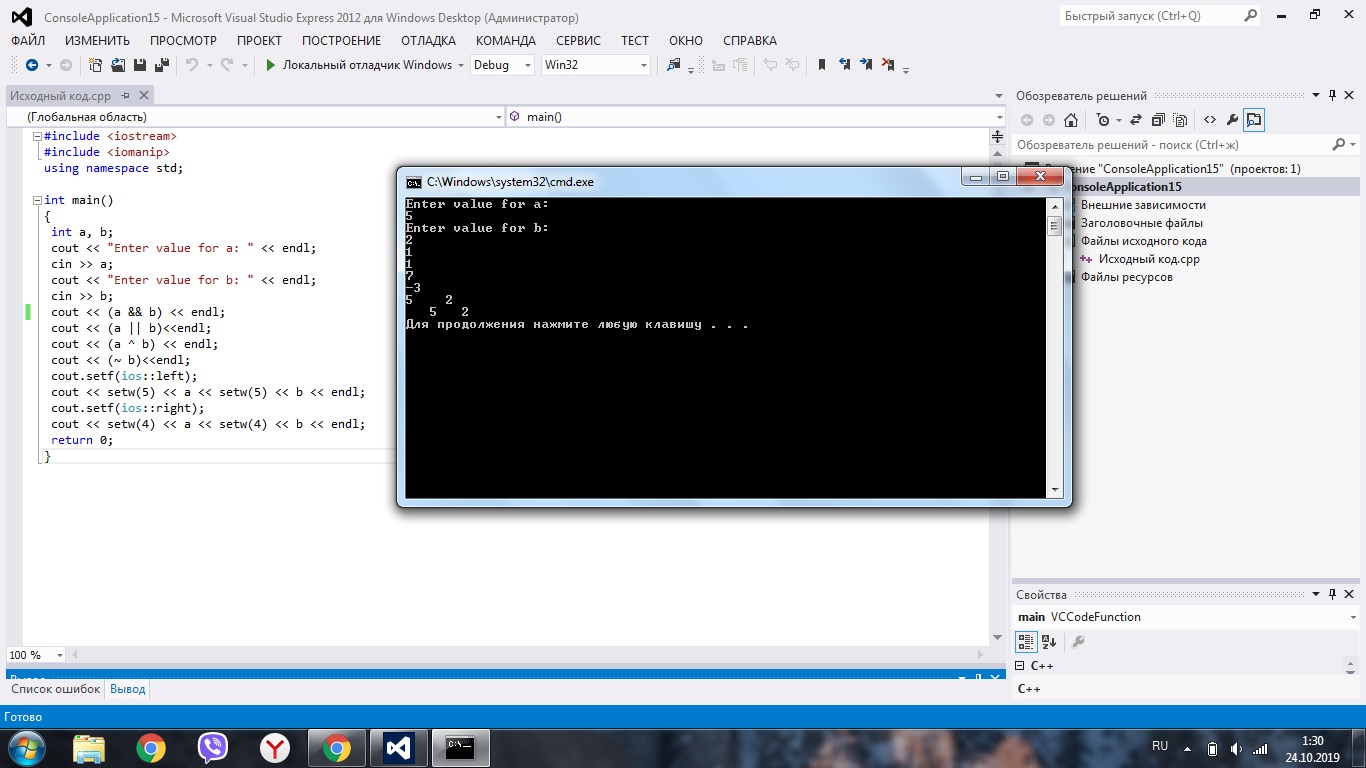 ConsoleApplication15 - Microsoft Visual Studio Express 2012 для Windows Desktop (Администратор)
Быстрый запуск (Ctrl+Q)
ФАЙЛ ИЗМЕНИТЬ ПРОСМОТР ПРОЕКТ ПОСТРОЕНИЕ ОТЛАДКА КОМАНДА СЕРВИС ТЕСТ ОКНО СПРАВКА
Локальный отладчик Windows Debug Win32
Исходный код.cpp
(Глобальная область) main()
#include <iostream>
#include <iomanip>
using namespace std;
int main()
{
int a, b;
cout << "Enter value for a: " << endl;
cin >> a;
cout << "Enter value for b: " << endl;
cin >> b;
cout << (a && b) << endl;
cout << (a || b)<<endl;
cout << (a ^ b) << endl;
cout << (~ b)<<endl;
cout.setf(ios::left);
cout << setw(5) << a << setw(5) << b << endl;
cout.setf(ios::right);
cout << setw(4) << a << setw(4) << b << endl;
return 0;
}
C:\Windows\system32\cmd.exe
Enter value for a:
5
Enter value for b:
2
1
1
7
-3
5    2
   5   2
Для продолжения нажмите любую клавишу . . .
Обозреватель решений
Обозреватель решений - поиск (Ctrl+ж)
"ConsoleApplication15" (проектов: 1)
ConsoleApplication15
Внешние зависимости
Заголовочные файлы
Файлы исходного кода
Исходный код.cpp
Файлы ресурсов
Свойства
main VCCodeFunction
C++
C++
100 %
Список ошибок Вывод
Готово
RU
1:30
24.10.2019